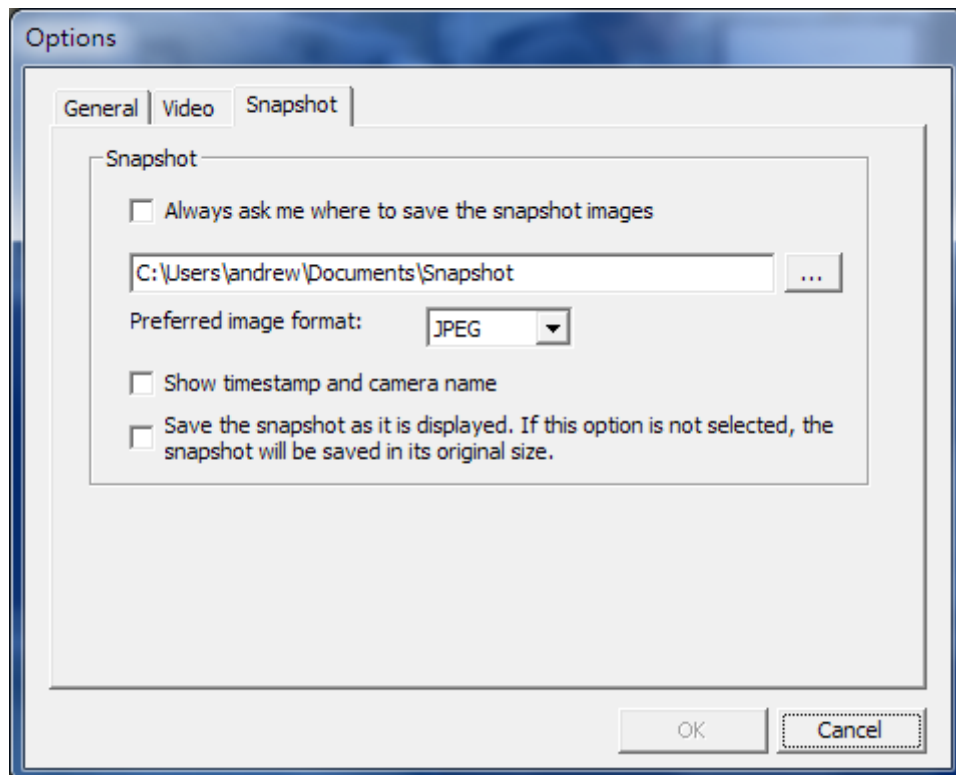 Options
General Video Snapshot
Snapshot
Always ask me where to save the snapshot images
C:\Users\andrew\Documents\Snapshot
...
Preferred image format:
JPEG
Show timestamp and camera name
Save the snapshot as it is displayed. If this option is not selected, the
snapshot will be saved in its original size.
OK
Cancel